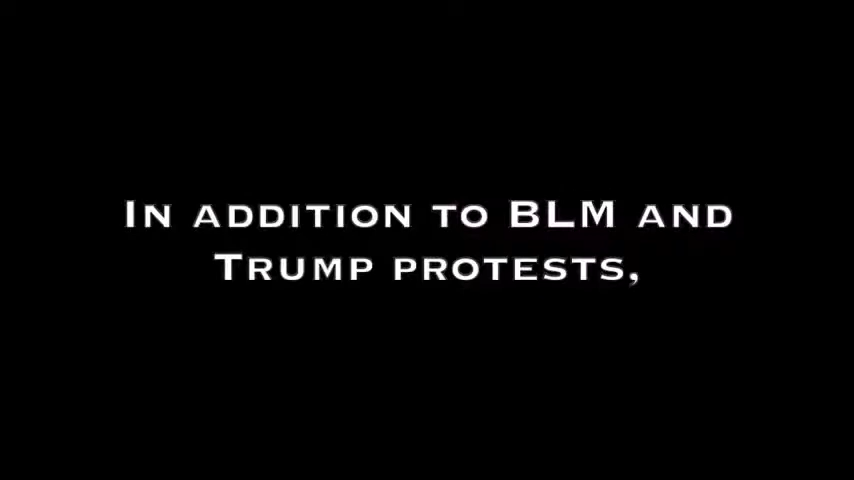 In addition to BLM and
Trump protests,